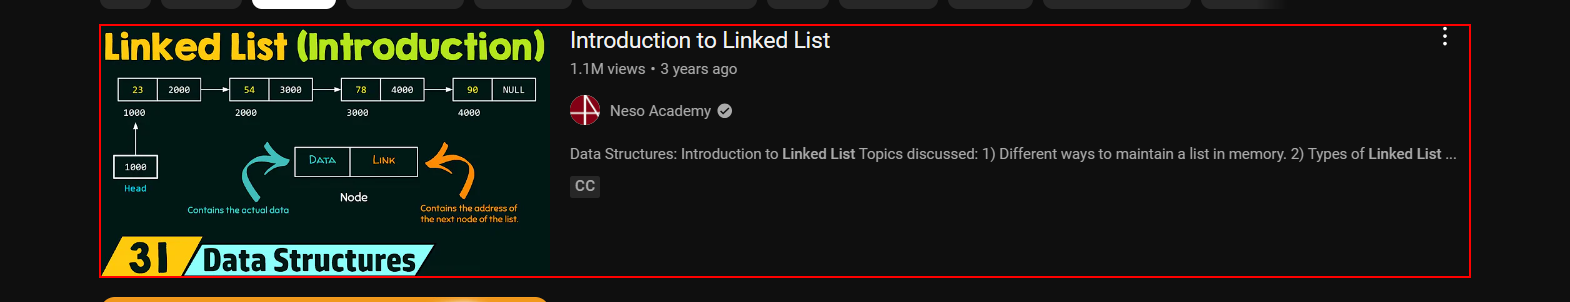 Linked List (Introduction)
23 2000 54 3000 78 4000 90 NULL
1000 2000 3000 4000
1000
Head
DATA LINK
Node
Contains the actual data
Contains the address of
the next node of the list.
31 Data Structures
Introduction to Linked List
1.1M views • 3 years ago
Neso Academy
Data Structures: Introduction to Linked List Topics discussed: 1) Different ways to maintain a list in memory. 2) Types of Linked List ...
CC